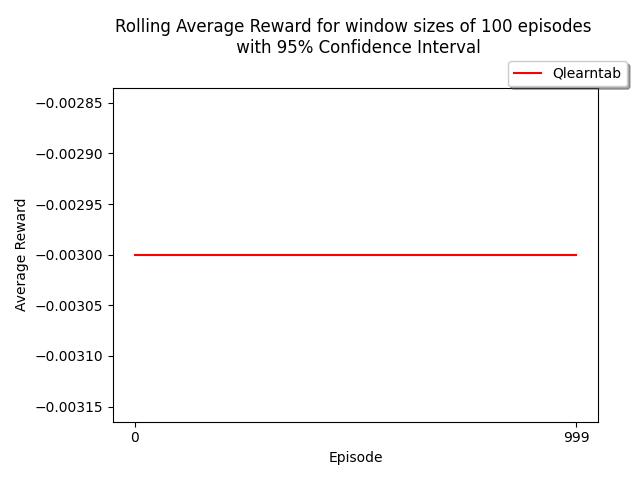 Rolling Average Reward for window sizes of 100 episodes
with 95% Confidence Interval
Qlearntab
−0.00285
−0.00290
−0.00295
−0.00300
−0.00305
−0.00310
−0.00315
Average Reward
0
999
Episode